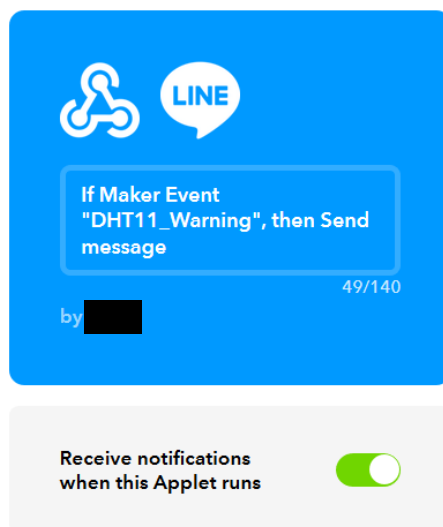 LINE
If Maker Event
"DHT11_Warning", then Send
message
49/140
by
Receive notifications
when this Applet runs